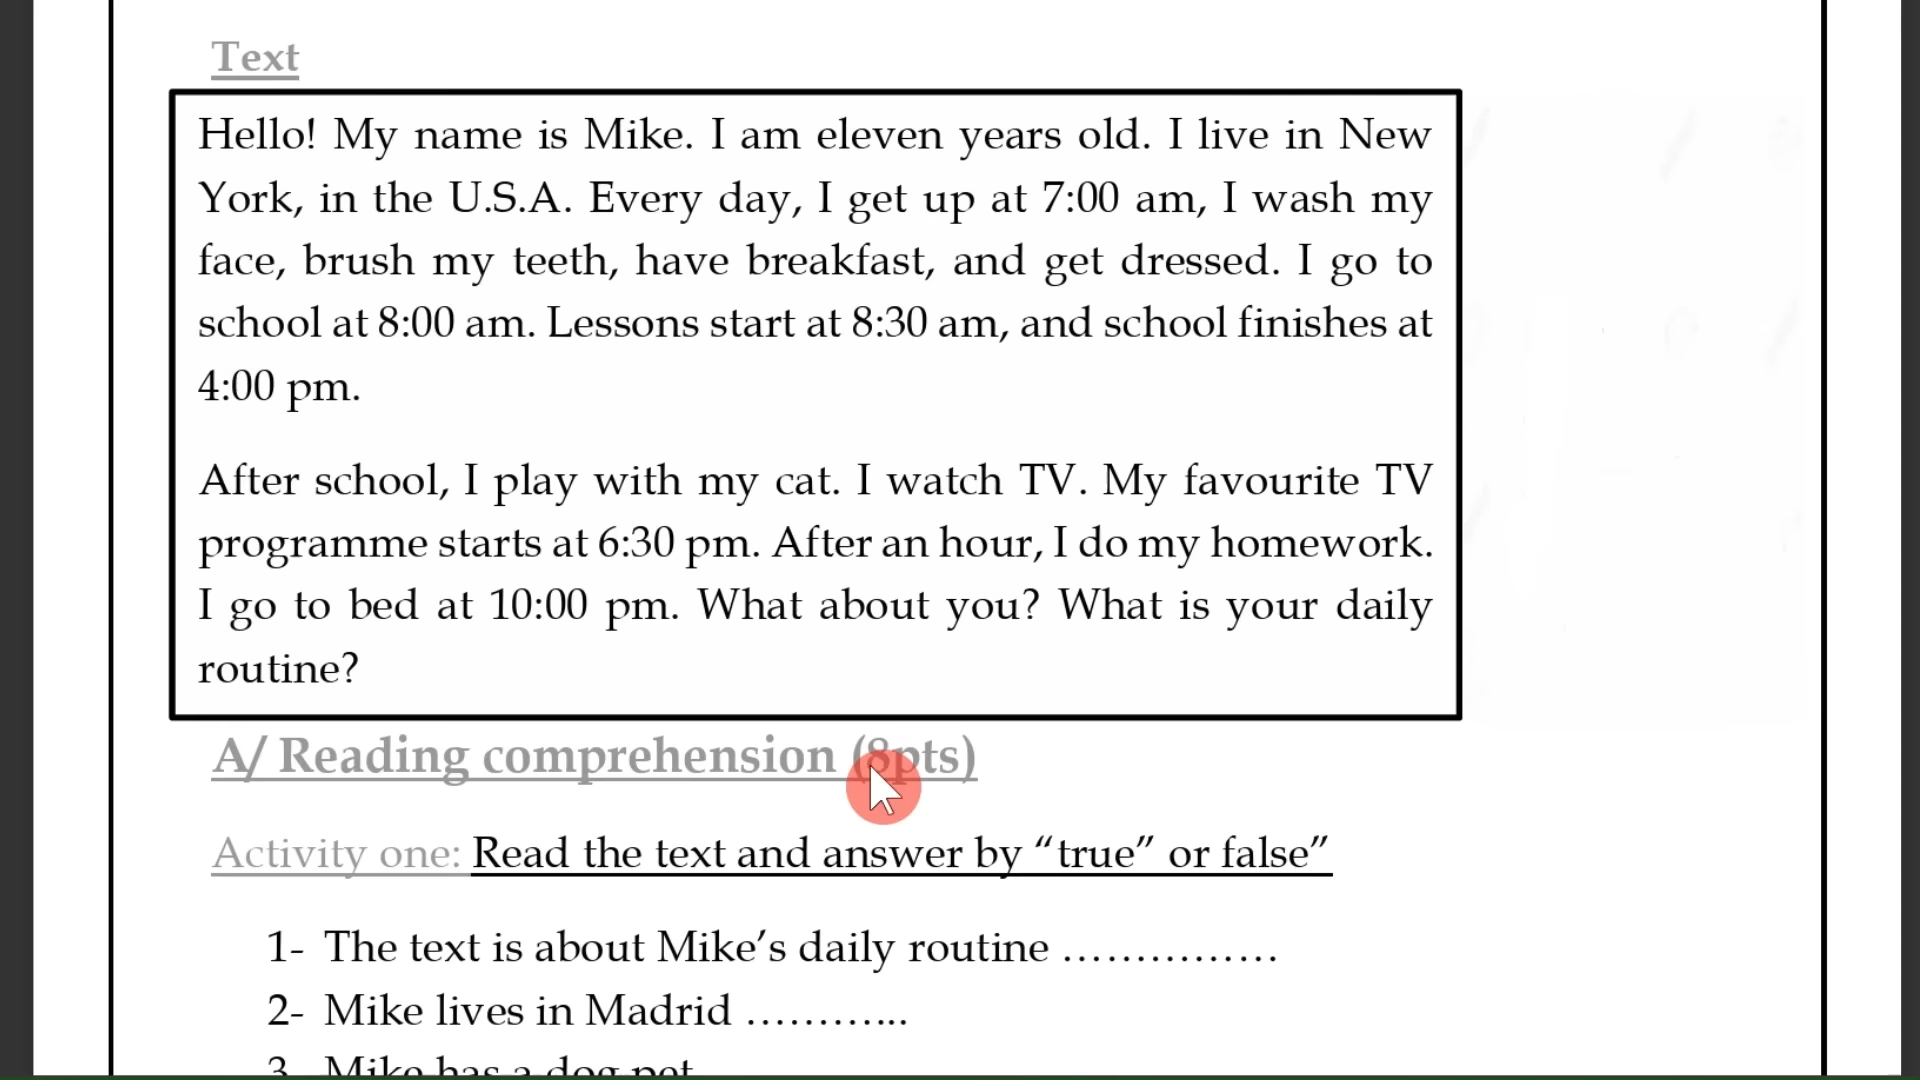 Text
Hello! My name is Mike. I am eleven years old. I live in New
York, in the U.S.A. Every day, I get up at 7:00 am, I wash my
face, brush my teeth, have breakfast, and get dressed. I go to
school at 8:00 am. Lessons start at 8:30 am, and school finishes at
4:00 pm.
After school, I play with my cat. I watch TV. My favourite TV
programme starts at 6:30 pm. After an hour, I do my homework.
I go to bed at 10:00 pm. What about you? What is your daily
routine?
A/ Reading comprehension (8pts)
Activity one: Read the text and answer by “true” or false”
1- The text is about Mike’s daily routine ……………
2- Mike lives in Madrid ………...
3 Mike has a dog pet